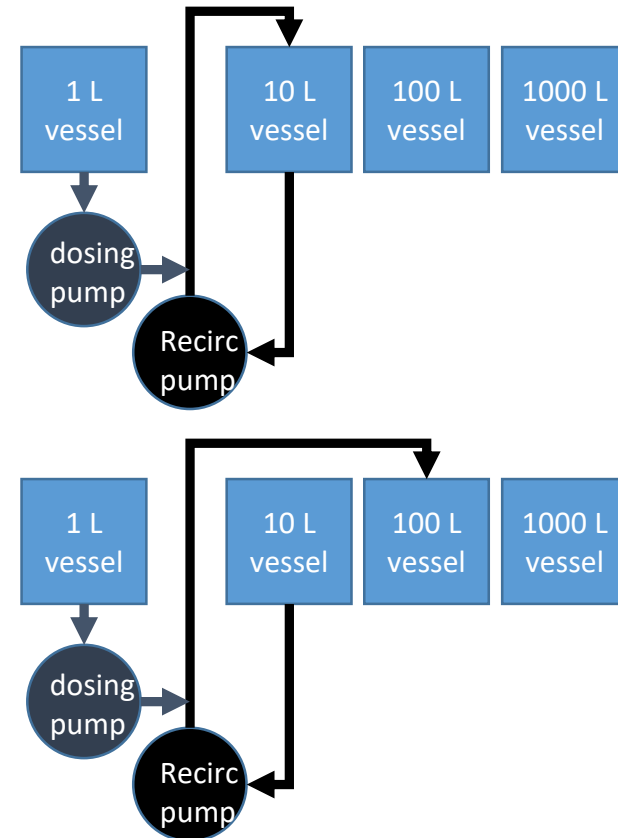 1 L
vessel
10 L
vessel
100 L
vessel
1000 L
vessel
dosing
pump
Recirc
pump
1 L
vessel
10 L
vessel
100 L
vessel
1000 L
vessel
dosing
pump
Recirc
pump